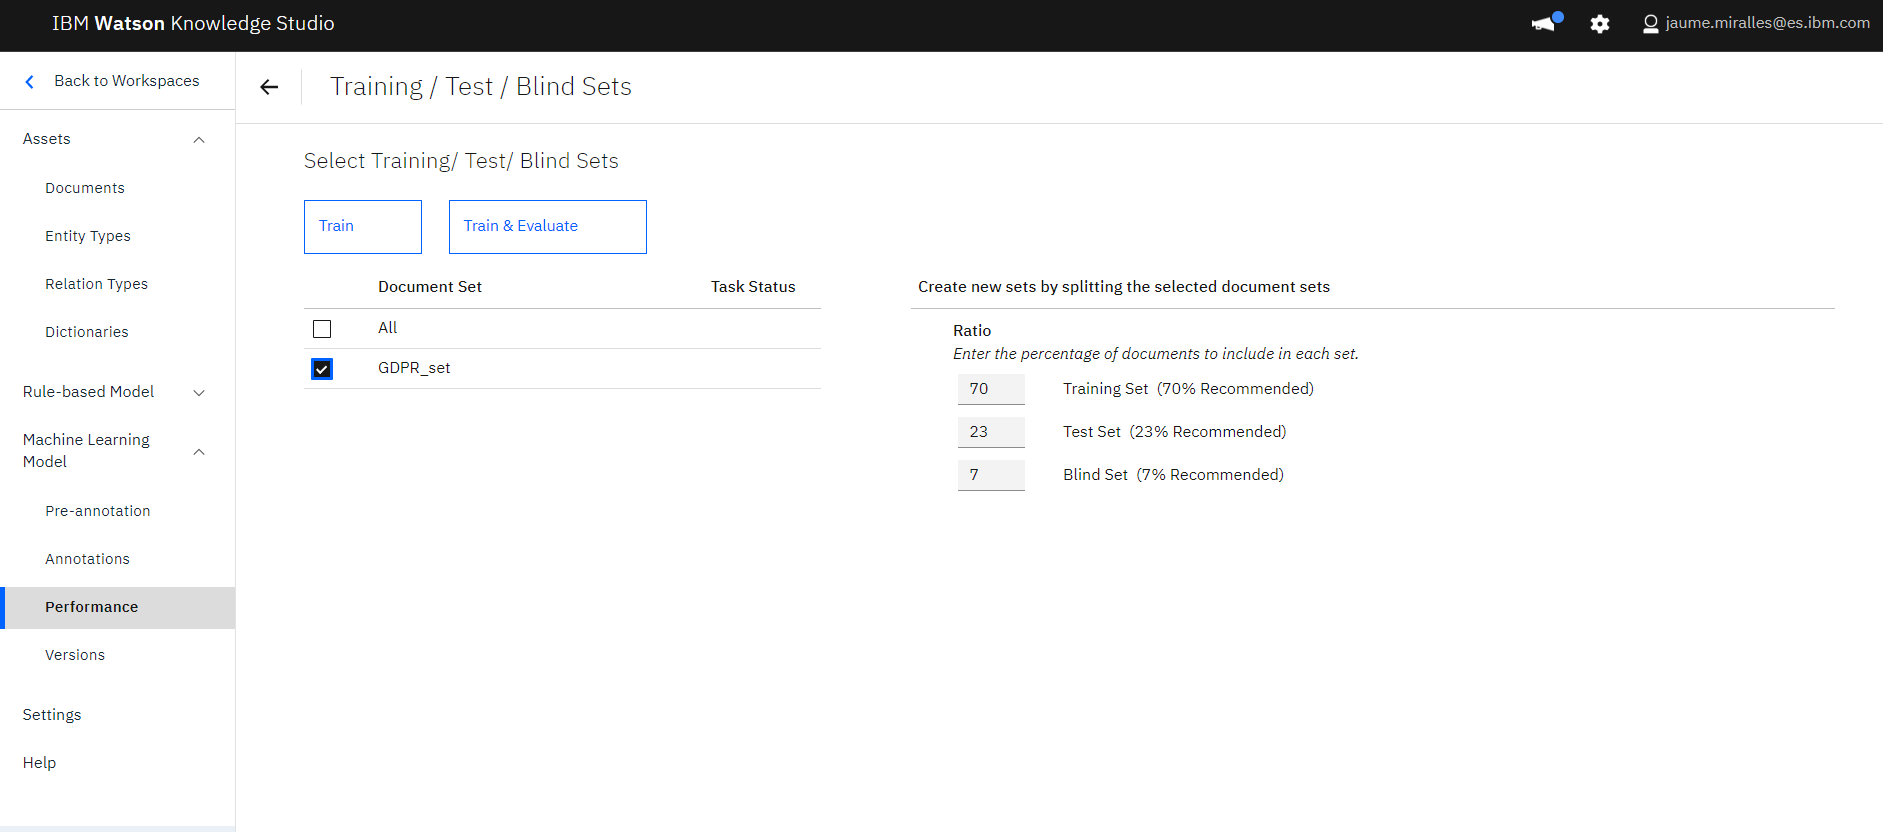 IBM Watson Knowledge Studio
jaume.miralles@es.ibm.com
Back to Workspaces
Assets
Documents
Entity Types
Relation Types
Dictionaries
Rule-based Model
Machine Learning
Model
Pre-annotation
Annotations
Performance
Versions
Settings
Help
Training / Test / Blind Sets
Select Training/ Test/ Blind Sets
Train
Train & Evaluate
Document Set Task Status
All
GDPR_set
Create new sets by splitting the selected document sets
Ratio
Enter the percentage of documents to include in each set.
70 Training Set (70% Recommended)
23 Test Set (23% Recommended)
7 Blind Set (7% Recommended)